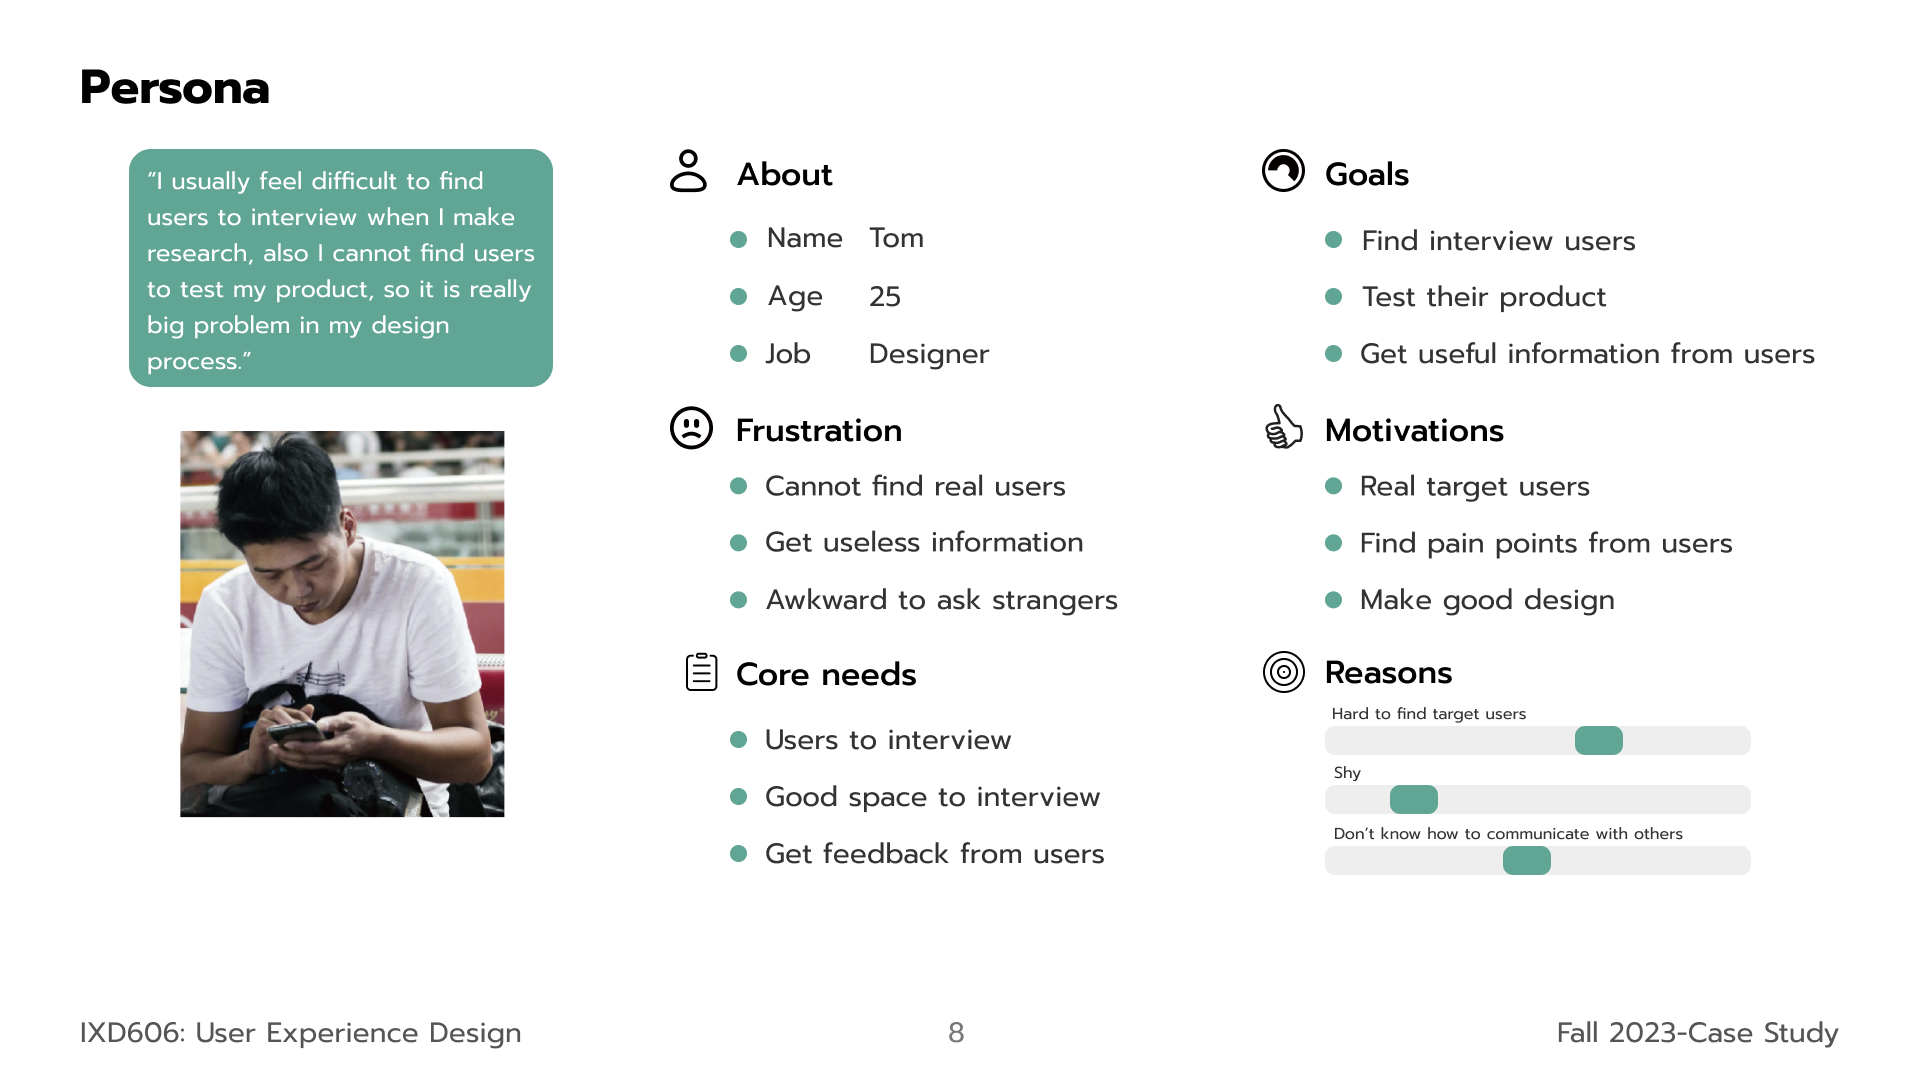 Persona
“I usually feel difficult to find
users to interview when I make
research, also I cannot find users
to test my product, so it is really
big problem in my design
process.”
About
Name Tom
Age 25
Job Designer
Frustration
Cannot find real users
Get useless information
Awkward to ask strangers
Core needs
Users to interview
Good space to interview
Get feedback from users
Goals
Find interview users
Test their product
Get useful information from users
Motivations
Real target users
Find pain points from users
Make good design
Reasons
Hard to find target users
Shy
Don’t know how to communicate with others
IXD606: User Experience Design
8
Fall 2023-Case Study